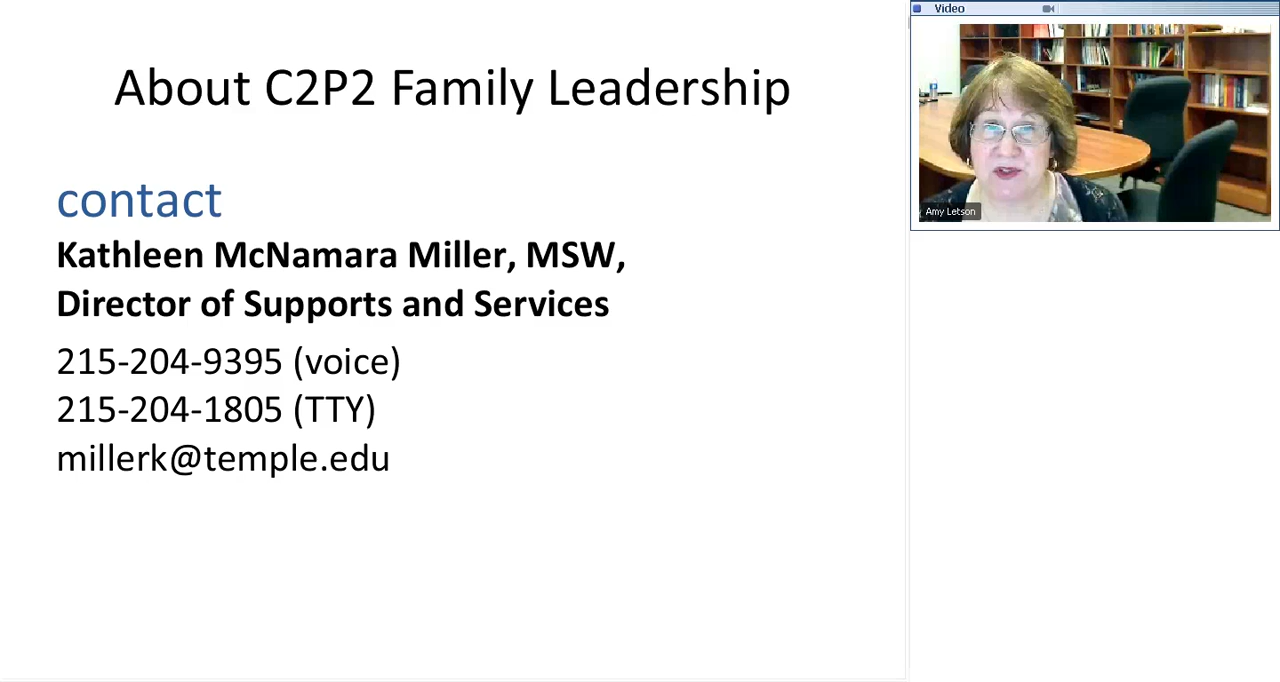 About C2P2 Family Leadership
contact
Kathleen McNamara Miller, MSW,
Director of Supports and Services
215-204-9395 (voice)
215-204-1805 (TTY)
millerk@temple.edu
Video
Amy Letson